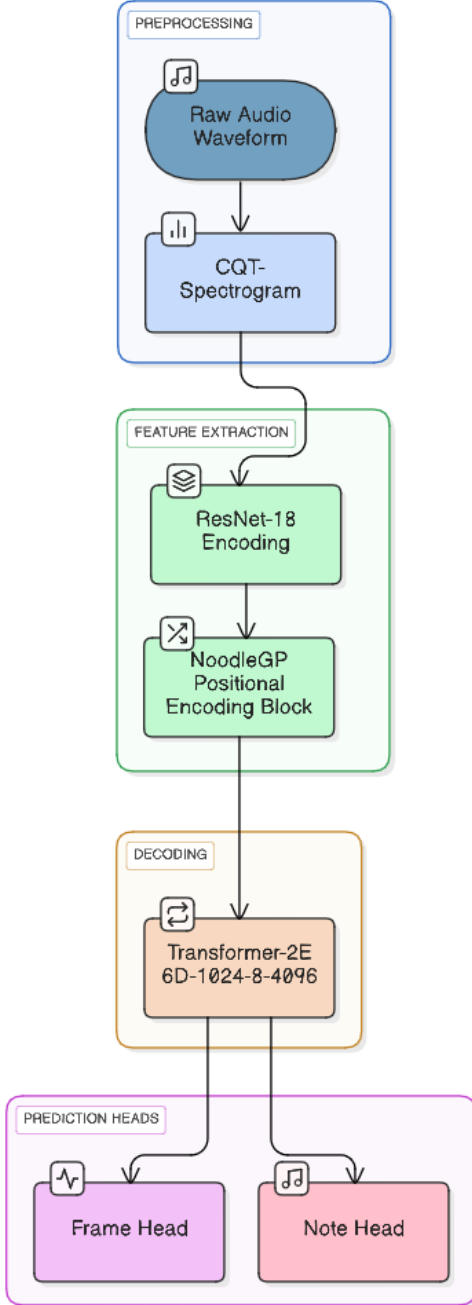 PREPROCESSING
Raw Audio
Waveform
CQT-
Spectrogram
FEATURE EXTRACTION
ResNet-18
Encoding
NoodleGP
Positional
Encoding Block
DECODING
Transformer-2E
6D-1024-8-4096
PREDICTION HEADS
Frame Head
Note Head